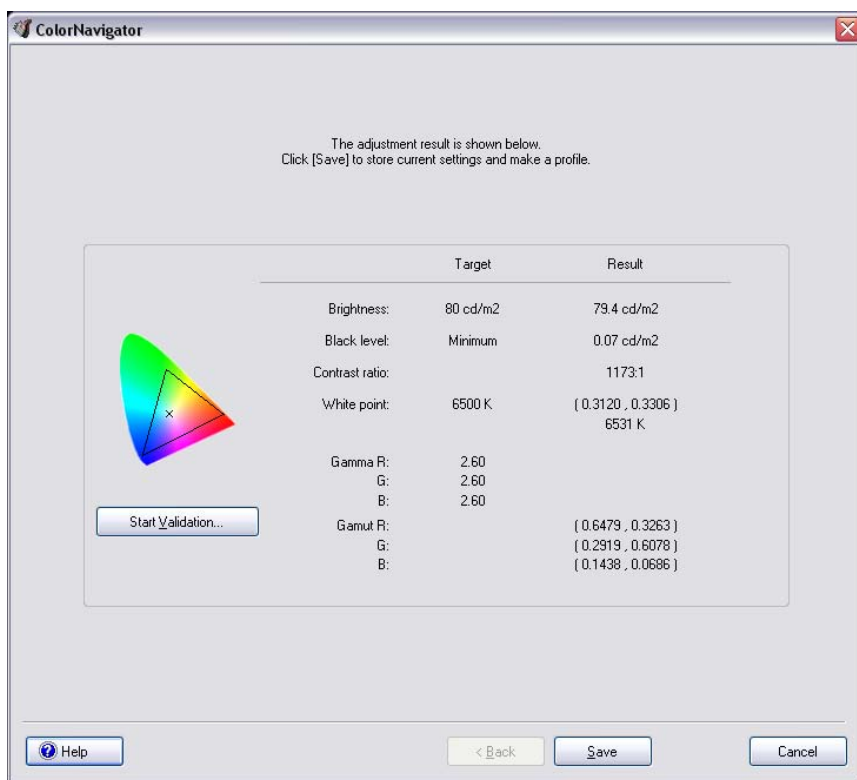 ColorNavigator
The adjustment result is shown below.
Click [Save] to store current settings and make a profile.
Target Result
Brightness: 80 cd/m2 79.4 cd/m2
Black level: Minimum 0.07 cd/m2
Contrast ratio: 1173:1
White point: 6500 K ( 0.3120 , 0.3306 )
6531 K
Gamma R: 2.60
G: 2.60
B: 2.60
Start Validation...
Gamut R: ( 0.6479 , 0.3263 )
G: ( 0.2919 , 0.6078 )
B: ( 0.1438 , 0.0686 )
Help < Back Save Cancel